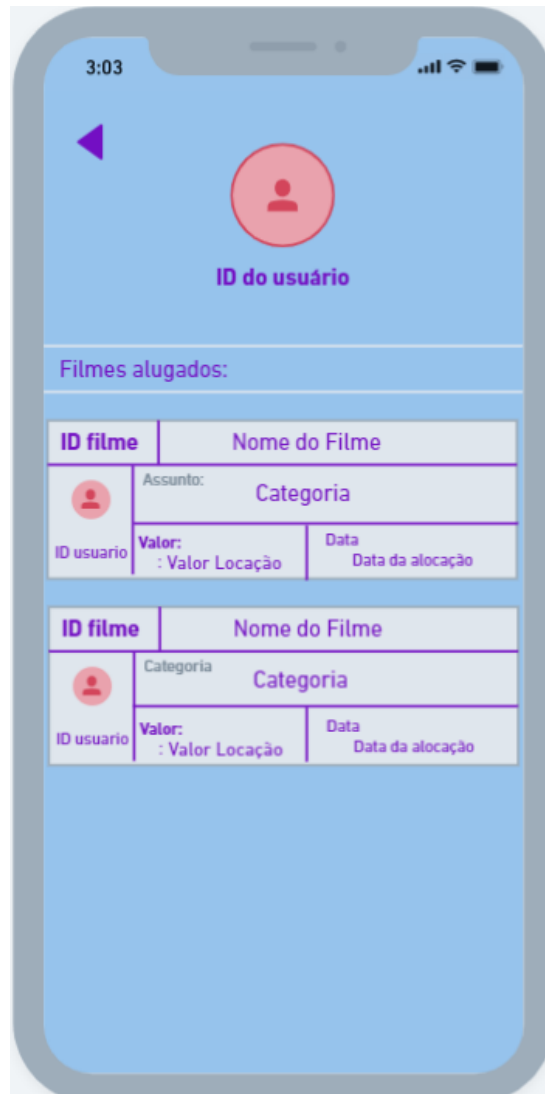 3:03
ID do usuário
Filmes alugados:
ID filme Nome do Filme
Assunto:
Categoria
ID usuario
Valor:
: Valor Locação
Data
Data da alocação
ID filme Nome do Filme
Categoria
Categoria
ID usuario
Valor:
: Valor Locação
Data
Data da alocação